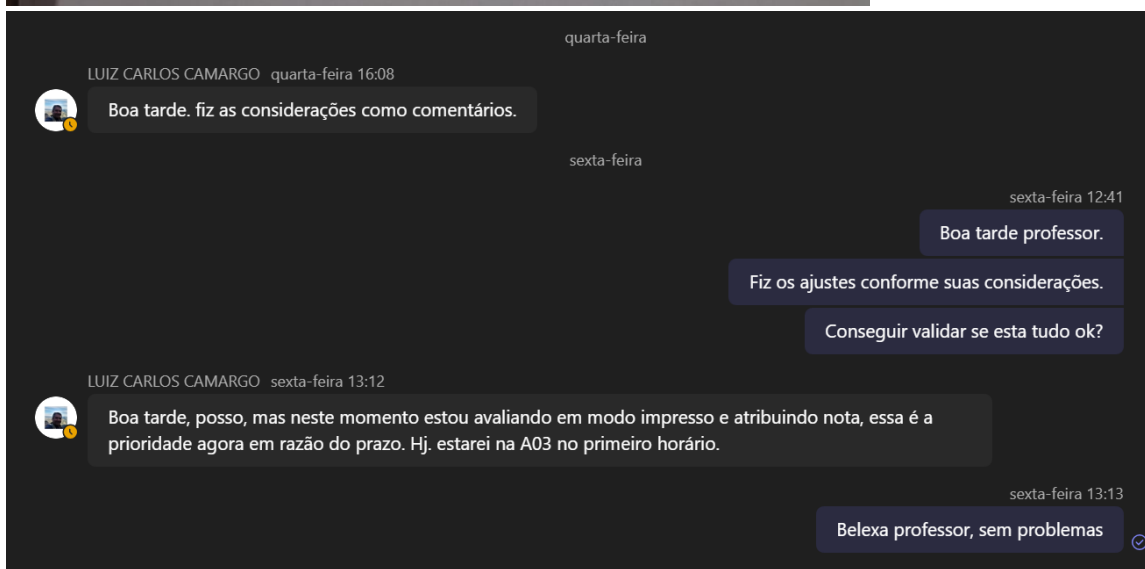 quarta-feira
LUIZ CARLOS CAMARGO quarta-feira 16:08
Boa tarde. fiz as considerações como comentários.
sexta-feira
sexta-feira 12:41
Boa tarde professor.
Fiz os ajustes conforme suas considerações.
Conseguir validar se esta tudo ok?
LUIZ CARLOS CAMARGO sexta-feira 13:12
Boa tarde, posso, mas neste momento estou avaliando em modo impresso e atribuindo nota, essa é a
prioridade agora em razão do prazo. Hj. estarei na A03 no primeiro horário.
sexta-feira 13:13
Belexa professor, sem problemas